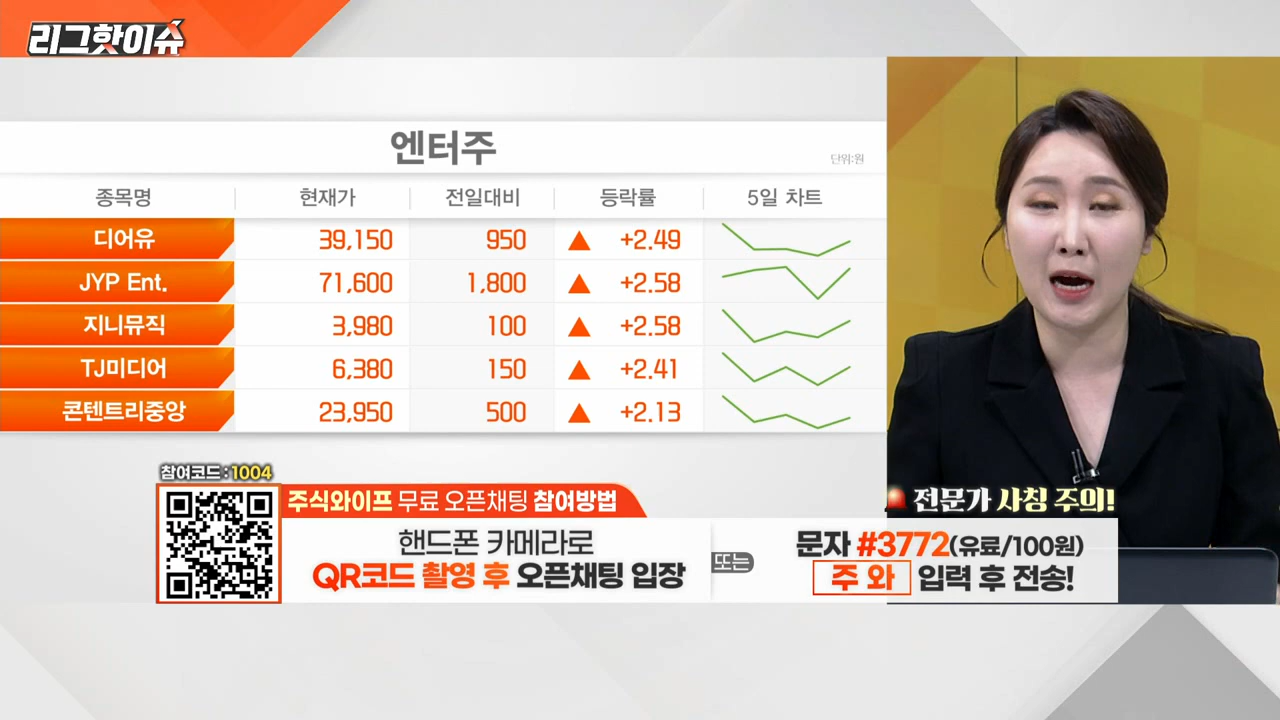 리그핫이슈
엔터주
단위:원
종목명 현재가 전일대비 등락률 5일 차트
디어유 39,150 950 ▲ +2.49
JYP Ent. 71,600 1,800 ▲ +2.58
지니뮤직 3,980 100 ▲ +2.58
TJ미디어 6,380 150 ▲ +2.41
콘텐트리중앙 23,950 500 ▲ +2.13
참여코드 : 1004
주식와이프 무료 오픈채팅 참여방법
핸드폰 카메라로
QR코드 촬영 후 오픈채팅 입장
또는
전문가 사칭 주의!
문자 #3772(유료/100원)
주 와 입력 후 전송!